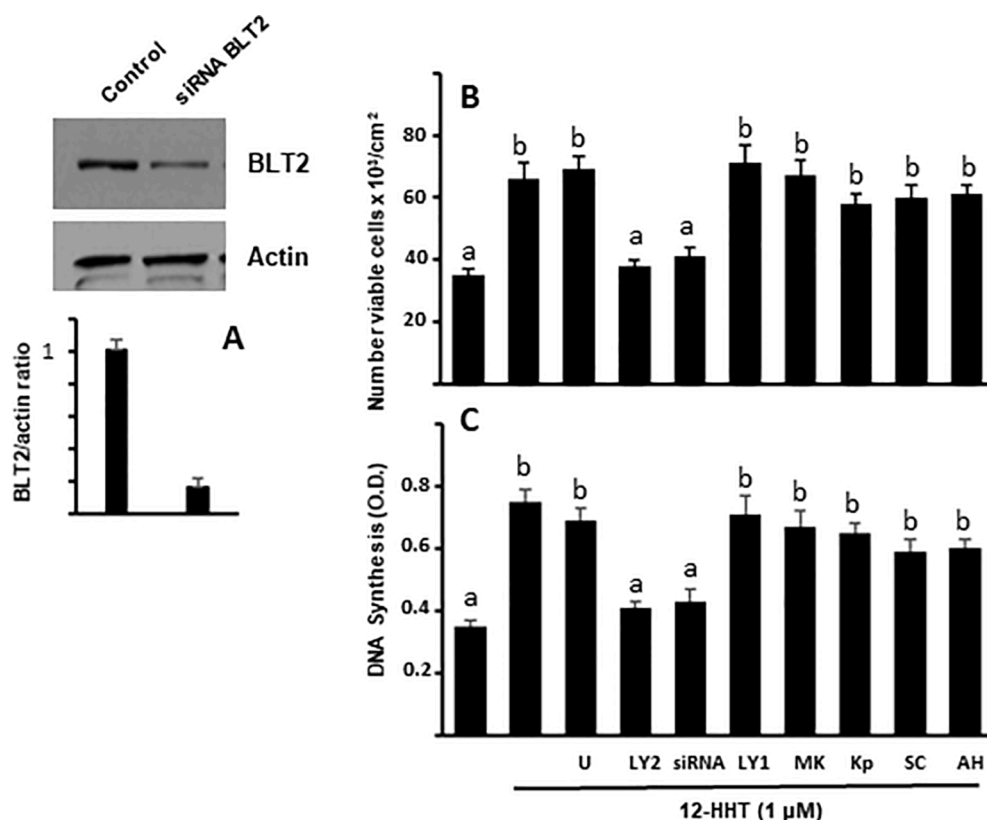 Control siRNA BLT2
BLT2
Actin
A
1
BLT2/actin ratio
B
Number viable cells x 10³/cm²
80
60
40
20
a b b a a b b b b b
C
DNA Synthesis (O.D.)
0.8
0.6
0.4
0.2
a b b a a b b b b b
U LY2 siRNA LY1 MK Kp SC AH
12-HHT (1 µM)